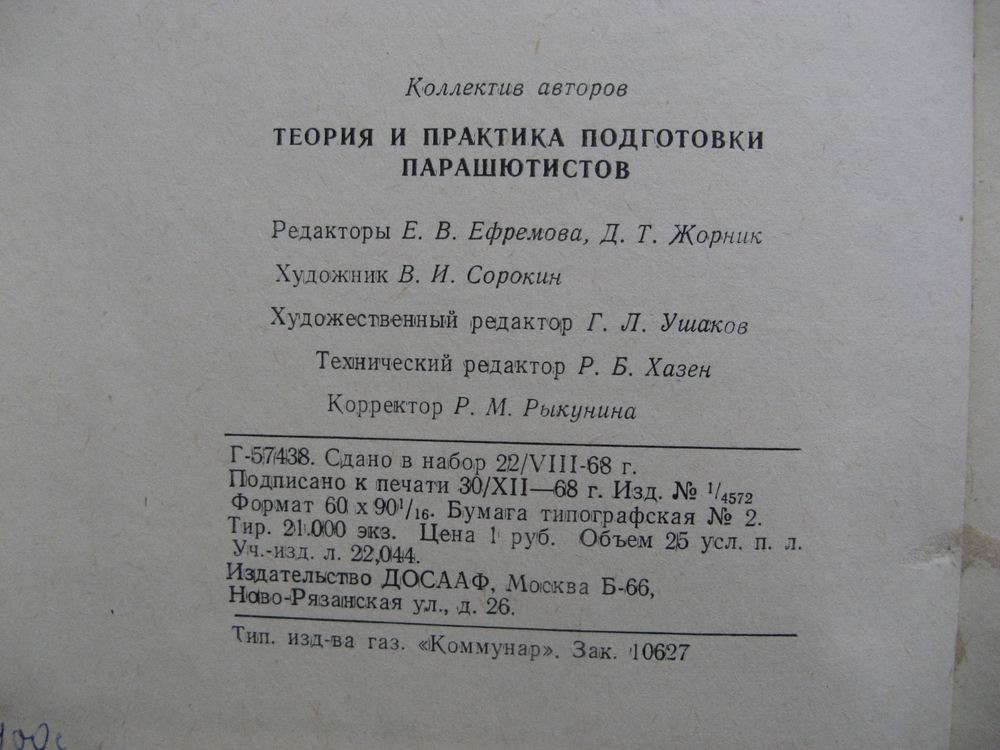 Коллектив авторов
ТЕОРИЯ И ПРАКТИКА ПОДГОТОВКИ
ПАРАШЮТИСТОВ
Редакторы Е. В. Ефремова, Д. Т. Жорник
Художник В. И. Сорокин
Художественный редактор Г. Л. Ушаков
Технический редактор Р. Б. Хазен
Корректор Р. М. Рыкунина
Г-57438. Сдано в набор 22/VIII-68 г.
Подписано к печати 30/XII—68 г. Изд. № 1/4572
Формат 60 х 90 1/16. Бумага типографская № 2.
Тир. 21.000 экз. Цена 1 руб. Объем 25 усл. п. л.
Уч.-изд. л. 22,044.
Издательство ДОСААФ, Москва Б-66,
Ново-Рязанская ул., д. 26.
Тип. изд-ва газ. «Коммунар». Зак. 10627